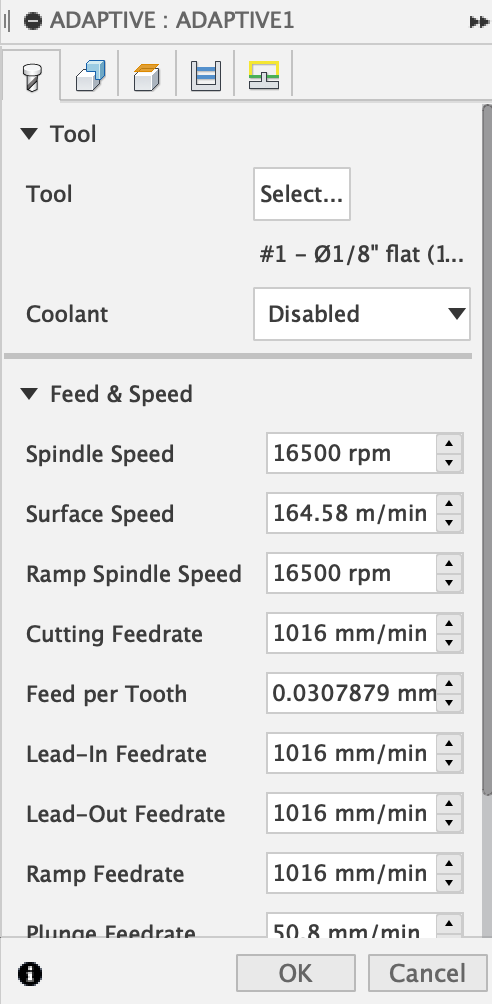 ADAPTIVE : ADAPTIVE1
Tool
Tool Select...
#1 - Ø1/8" flat (1...
Coolant Disabled
Feed & Speed
Spindle Speed 16500 rpm
Surface Speed 164.58 m/min
Ramp Spindle Speed 16500 rpm
Cutting Feedrate 1016 mm/min
Feed per Tooth 0.0307879 mm
Lead-In Feedrate 1016 mm/min
Lead-Out Feedrate 1016 mm/min
Ramp Feedrate 1016 mm/min
Plunge Feedrate 50.8 mm/min
OK Cancel